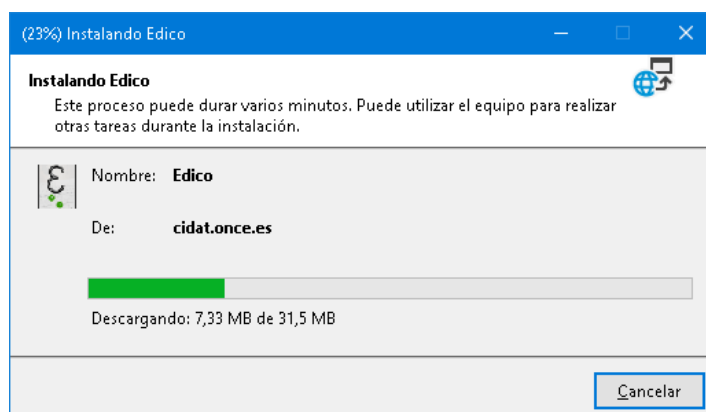 (23%) Instalando Edico
Instalando Edico
Este proceso puede durar varios minutos. Puede utilizar el equipo para realizar
otras tareas durante la instalación.
Nombre: Edico
De: cidat.once.es
Descargando: 7,33 MB de 31,5 MB
Cancelar